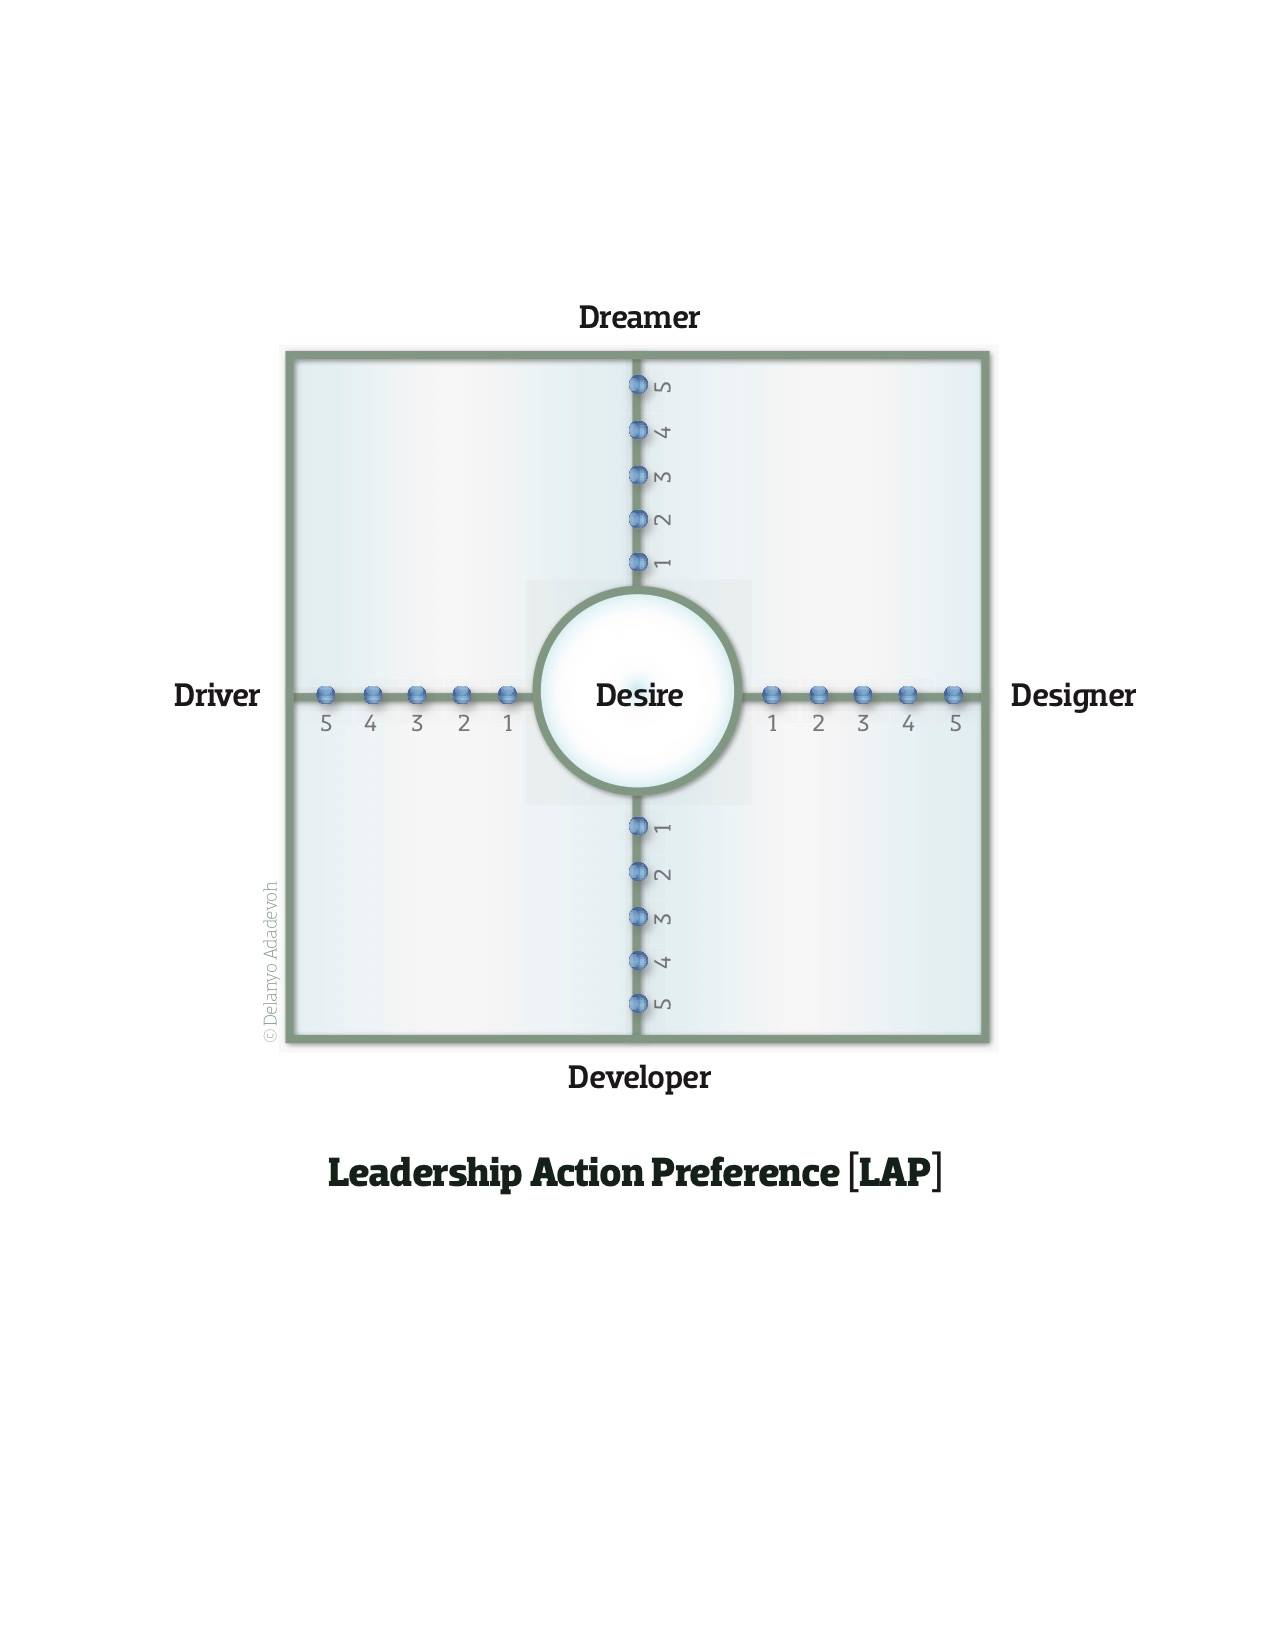 Dreamer
5
4
3
2
1
Driver
Desire
Designer
5 4 3 2 1
1 2 3 4 5
1
2
3
4
5
© Delanyo Adadevoh
Developer
Leadership Action Preference [LAP]